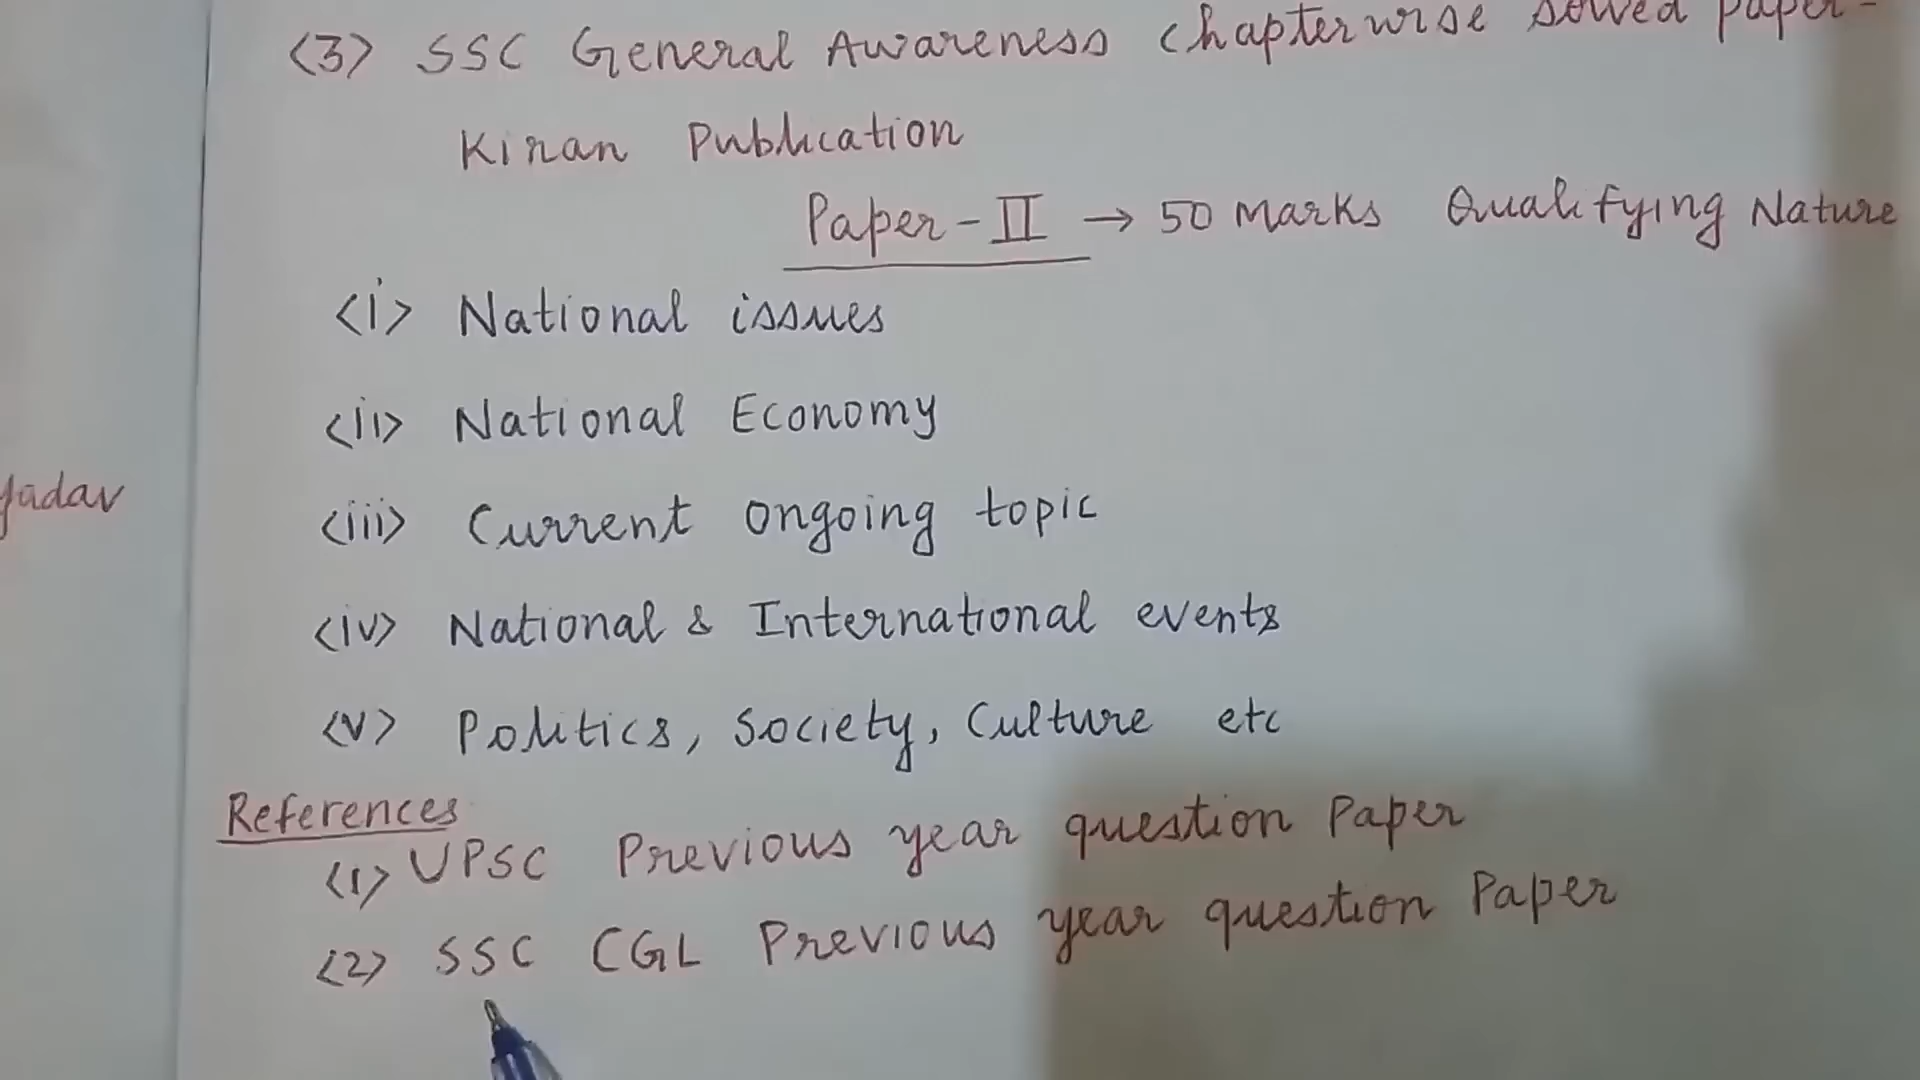 <3> SSC General Awareness Chapterwise Solved Paper-
Kiran Publication
Paper-II → 50 Marks Qualifying Nature
<i> National issues
<ii> National Economy
<iii> Current ongoing topic
<iv> National & International events
<v> Politics, Society, Culture etc
Yadav
References
<1> UPSC Previous year question Paper
<2> SSC CGL Previous year question Paper